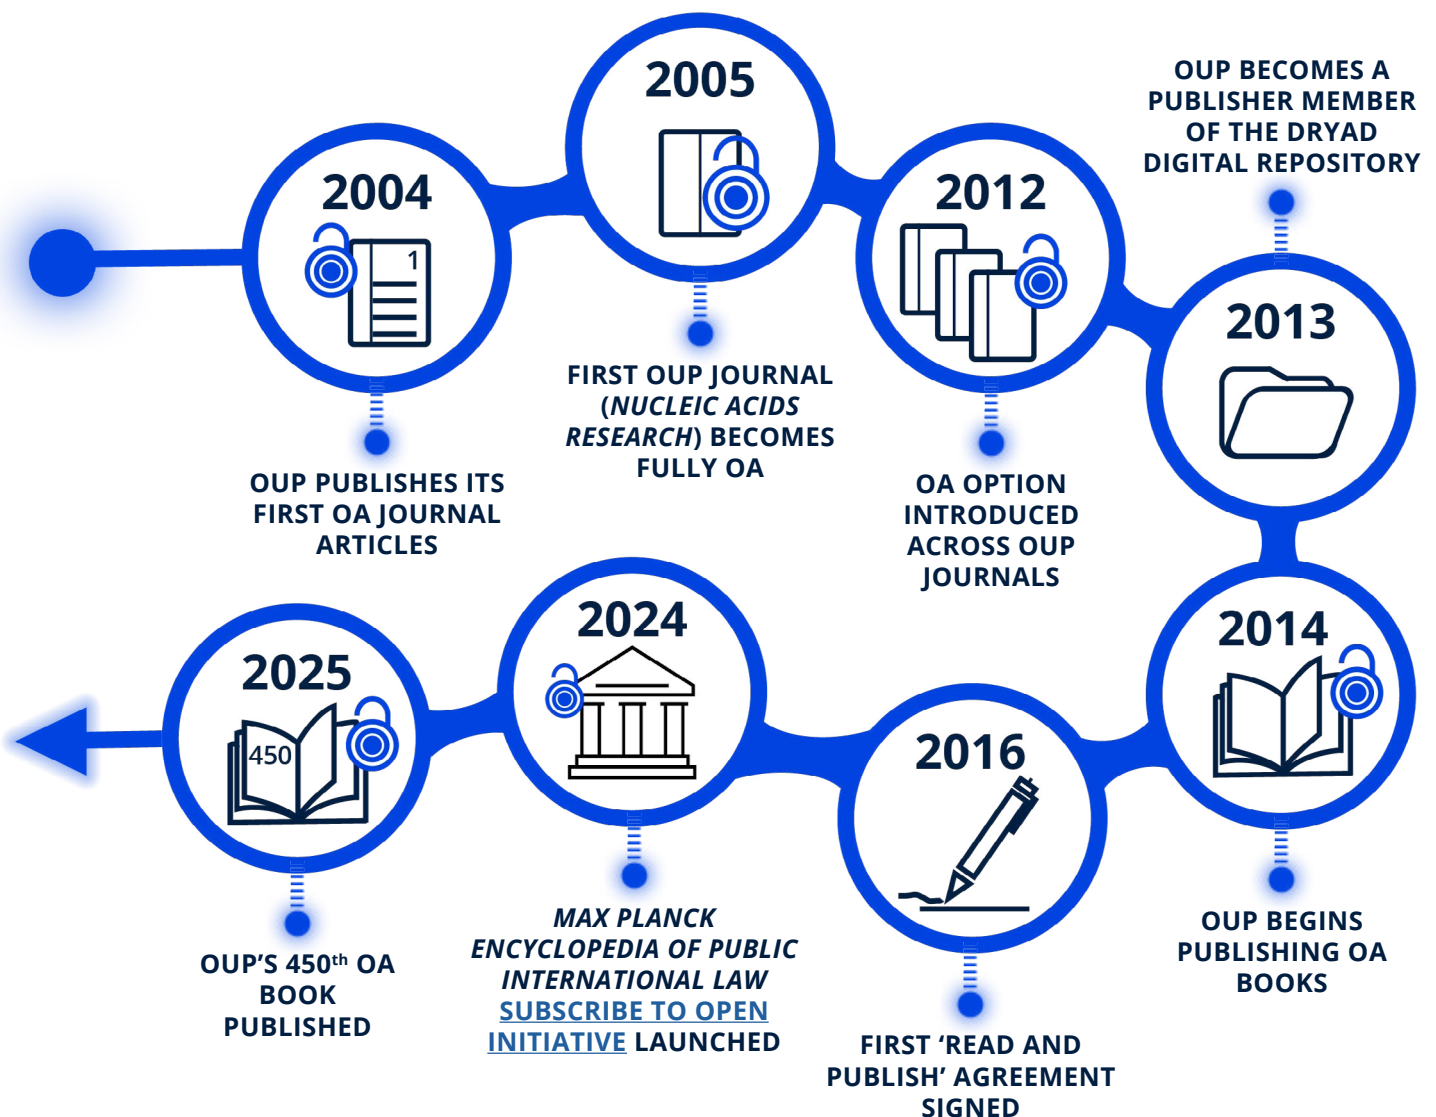 2004
1
OUP PUBLISHES ITS
FIRST OA JOURNAL
ARTICLES
2005
FIRST OUP JOURNAL
(NUCLEIC ACIDS
RESEARCH) BECOMES
FULLY OA
2012
OA OPTION
INTRODUCED
ACROSS OUP
JOURNALS
OUP BECOMES A
PUBLISHER MEMBER
OF THE DRYAD
DIGITAL REPOSITORY
2013
2014
OUP BEGINS
PUBLISHING OA
BOOKS
2016
FIRST ‘READ AND
PUBLISH’ AGREEMENT
SIGNED
2024
MAX PLANCK
ENCYCLOPEDIA OF PUBLIC
INTERNATIONAL LAW
SUBSCRIBE TO OPEN
INITIATIVE LAUNCHED
2025
450
OUP’S 450th OA
BOOK
PUBLISHED